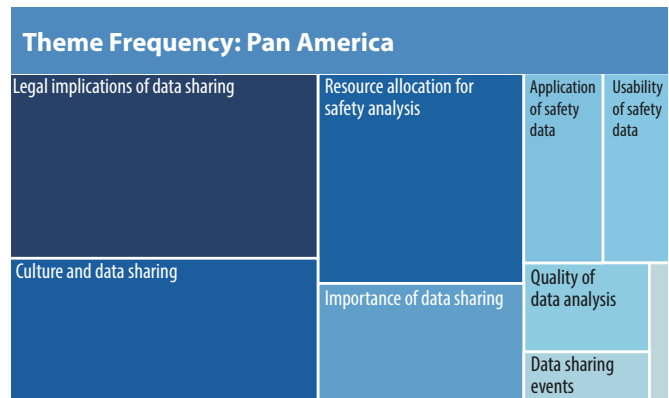 Theme Frequency: Pan America
Legal implications of data sharing
Resource allocation for
safety analysis
Application
of safety
data
Usability
of safety
data
Culture and data sharing
Importance of data sharing
Quality of
data analysis
Data sharing
events